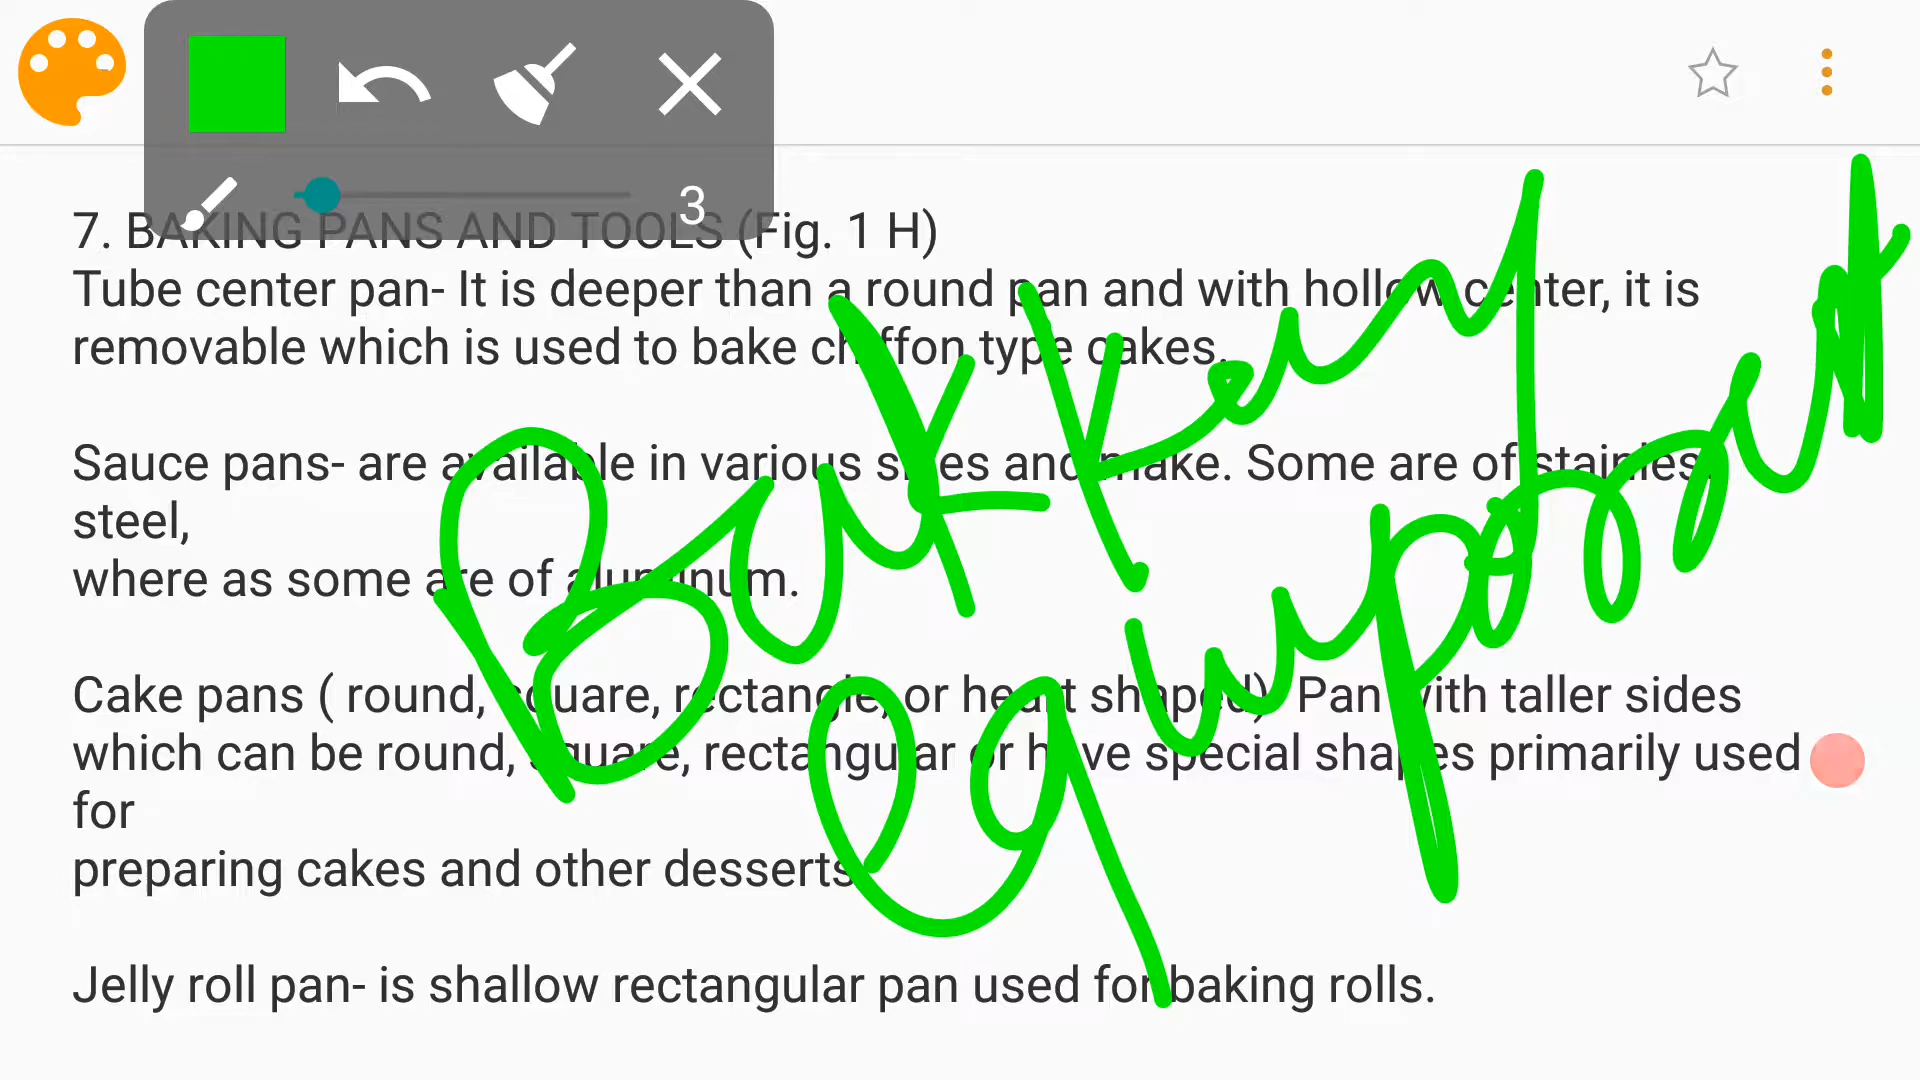 3
7. BAKING PANS AND TOOLS (Fig. 1 H)
Tube center pan- It is deeper than a round pan and with hollow center, it is
removable which is used to bake chiffon type cakes.
Sauce pans- are available in various sizes and make. Some are of stainless
steel,
where as some are of aluminum.
Cake pans ( round, square, rectangle, or heart shaped)- Pan with taller sides
which can be round, square, rectangular or have special shapes primarily used
for
preparing cakes and other desserts.
Jelly roll pan- is shallow rectangular pan used for baking rolls.